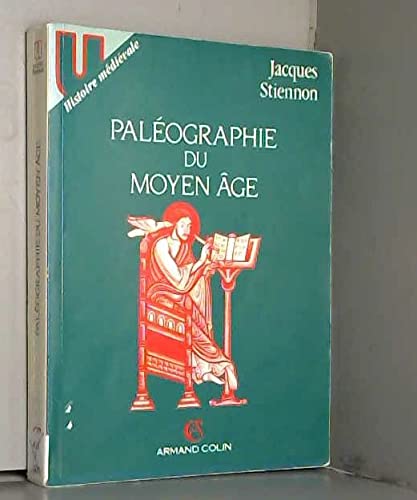 U
Histoire médiévale
Jacques
Stiennon
PALÉOGRAPHIE
DU
MOYEN ÂGE
ARMAND COLIN
PALÉOGRAPHIE DU MOYEN ÂGE